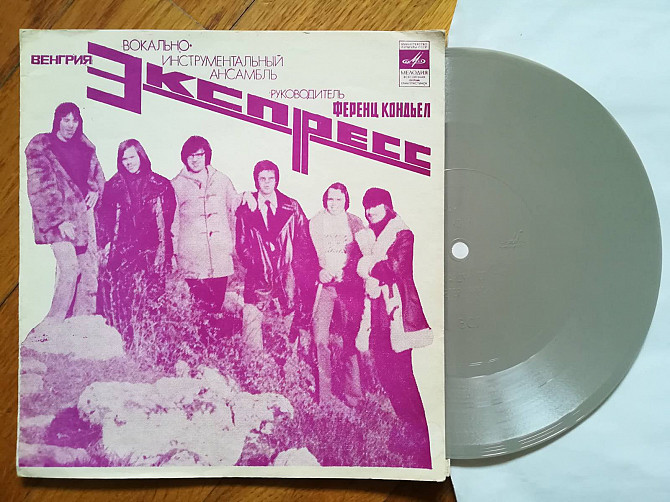 ВОКАЛЬНО-
ВЕНГРИЯ
ИНСТРУМЕНТАЛЬНЫЙ
АНСАМБЛЬ
Экспресс
РУКОВОДИТЕЛЬ
ФЕРЕНЦ КОНДЬЕЛ
МЕЛОДИЯ